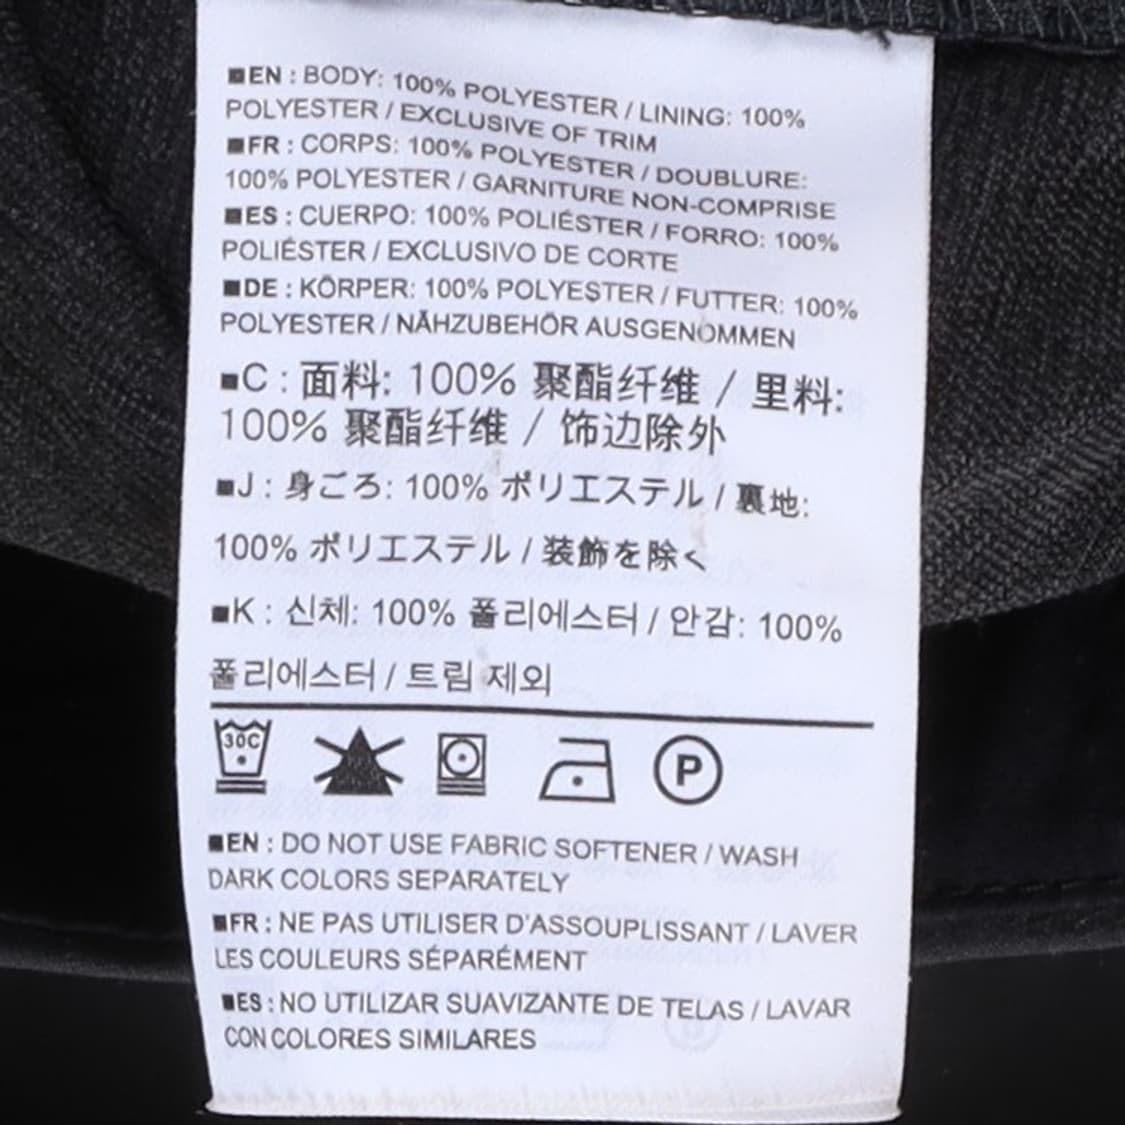 ■EN : BODY: 100% POLYESTER / LINING: 100%
POLYESTER / EXCLUSIVE OF TRIM
■FR : CORPS: 100% POLYESTER / DOUBLURE:
100% POLYESTER / GARNITURE NON-COMPRISE
■ES : CUERPO: 100% POLIÉSTER / FORRO: 100%
POLIÉSTER / EXCLUSIVO DE CORTE
■DE : KÖRPER: 100% POLYESTER / FUTTER: 100%
POLYESTER / NÄHZUBEHÖR AUSGENOMMEN
■C : 面料: 100% 聚酯纤维 / 里料:
100% 聚酯纤维 / 饰边除外
■J : 身ごろ: 100% ポリエステル / 裏地:
100% ポリエステル / 装飾を除く
■K : 신체: 100% 폴리에스터 / 안감: 100%
폴리에스터 / 트림 제외
30C P
■EN : DO NOT USE FABRIC SOFTENER / WASH
DARK COLORS SEPARATELY
■FR : NE PAS UTILISER D'ASSOUPLISSANT / LAVER
LES COULEURS SÉPARÉMENT
■ES : NO UTILIZAR SUAVIZANTE DE TELAS / LAVAR
CON COLORES SIMILARES